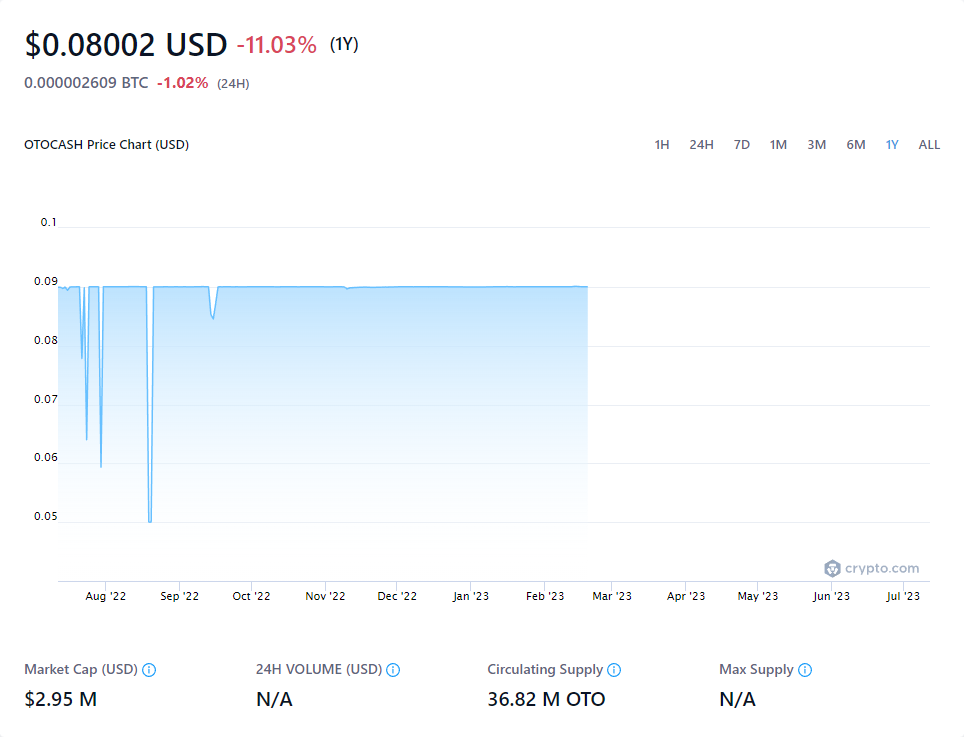 $0.08002 USD -11.03% (1Y)
0.000002609 BTC -1.02% (24H)
OTOCASH Price Chart (USD) 1H 24H 7D 1M 3M 6M 1Y ALL
0.1
0.09
0.08
0.07
0.06
0.05
crypto.com
Aug '22 Sep '22 Oct '22 Nov '22 Dec '22 Jan '23 Feb '23 Mar '23 Apr '23 May '23 Jun '23 Jul '23
Market Cap (USD) 24H VOLUME (USD) Circulating Supply Max Supply
$2.95 M N/A 36.82 M OTO N/A